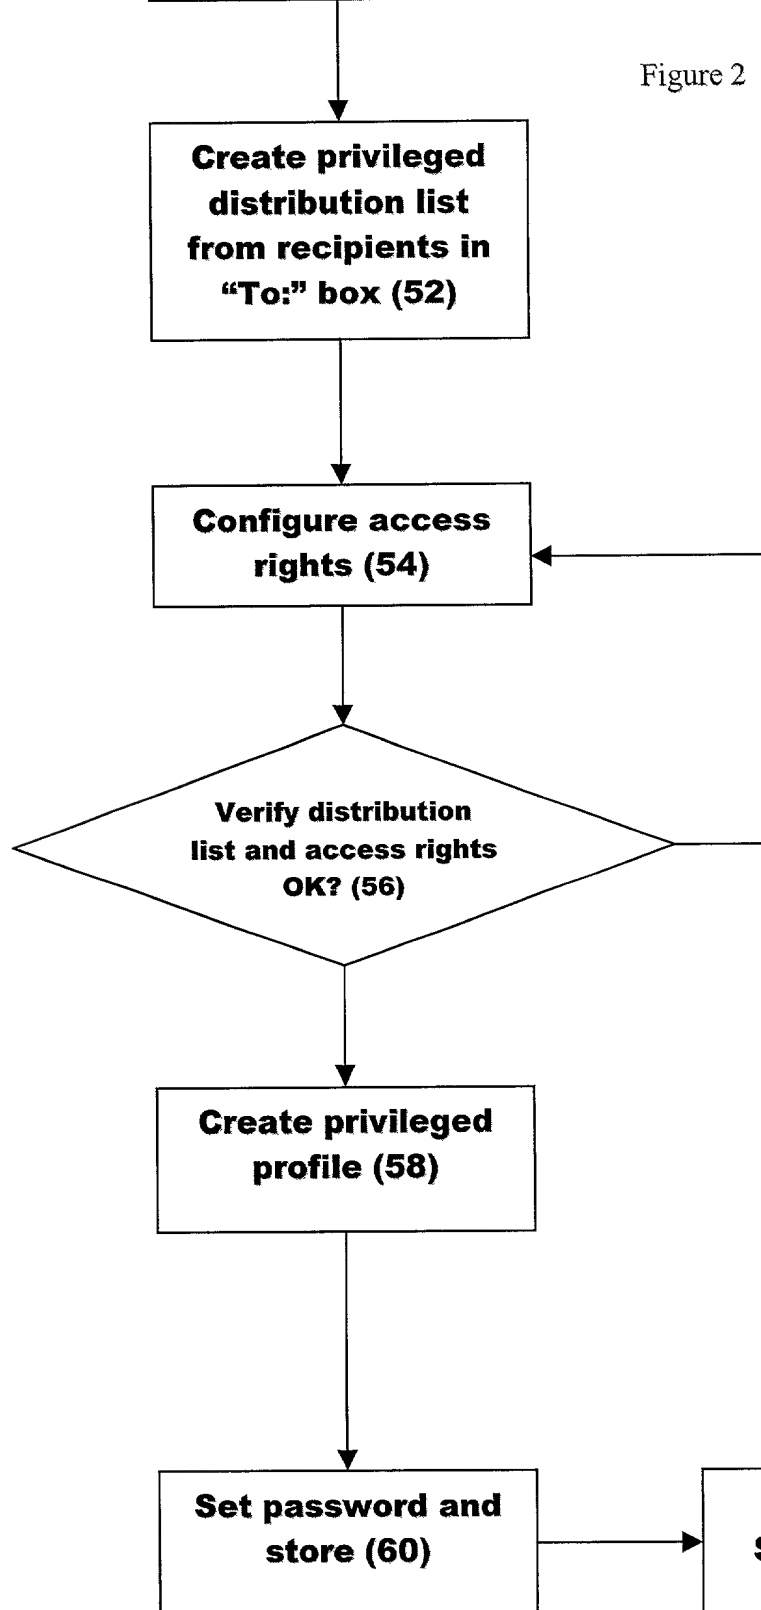 Figure 2
Create privileged
distribution list
from recipients in
“To:” box (52)
Configure access
rights (54)
Verify distribution
list and access rights
OK? (56)
Create privileged
profile (58)
Set password and
store (60)